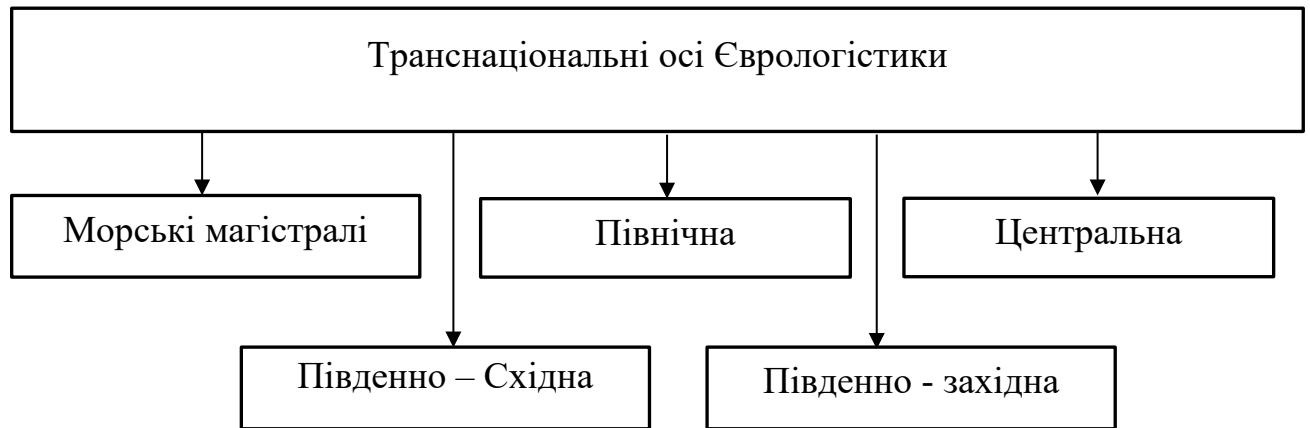 Транснаціональні осі Єврологістики
Морські магістралі
Північна
Центральна
Південно – Східна
Південно - західна